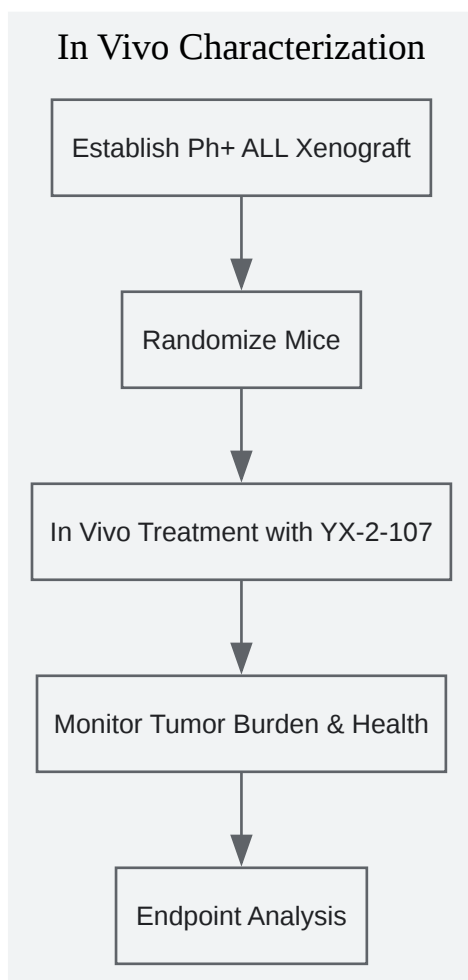 In Vivo Characterization
Establish Ph+ ALL Xenograft
Randomize Mice
In Vivo Treatment with YX-2-107
Monitor Tumor Burden & Health
Endpoint Analysis